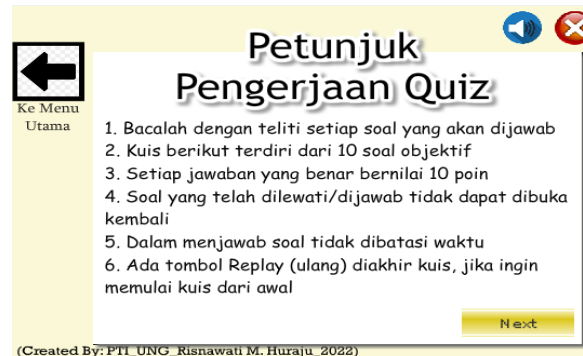 Petunjuk
Pengerjaan Quiz
Ke Menu
Utama
1. Bacalah dengan teliti setiap soal yang akan dijawab
2. Kuis berikut terdiri dari 10 soal objektif
3. Setiap jawaban yang benar bernilai 10 poin
4. Soal yang telah dilewati/dijawab tidak dapat dibuka
kembali
5. Dalam menjawab soal tidak dibatasi waktu
6. Ada tombol Replay (ulang) diakhir kuis, jika ingin
memulai kuis dari awal
Next
(Created By: PTI_UNG_Risnawati M. Huraju_2022)